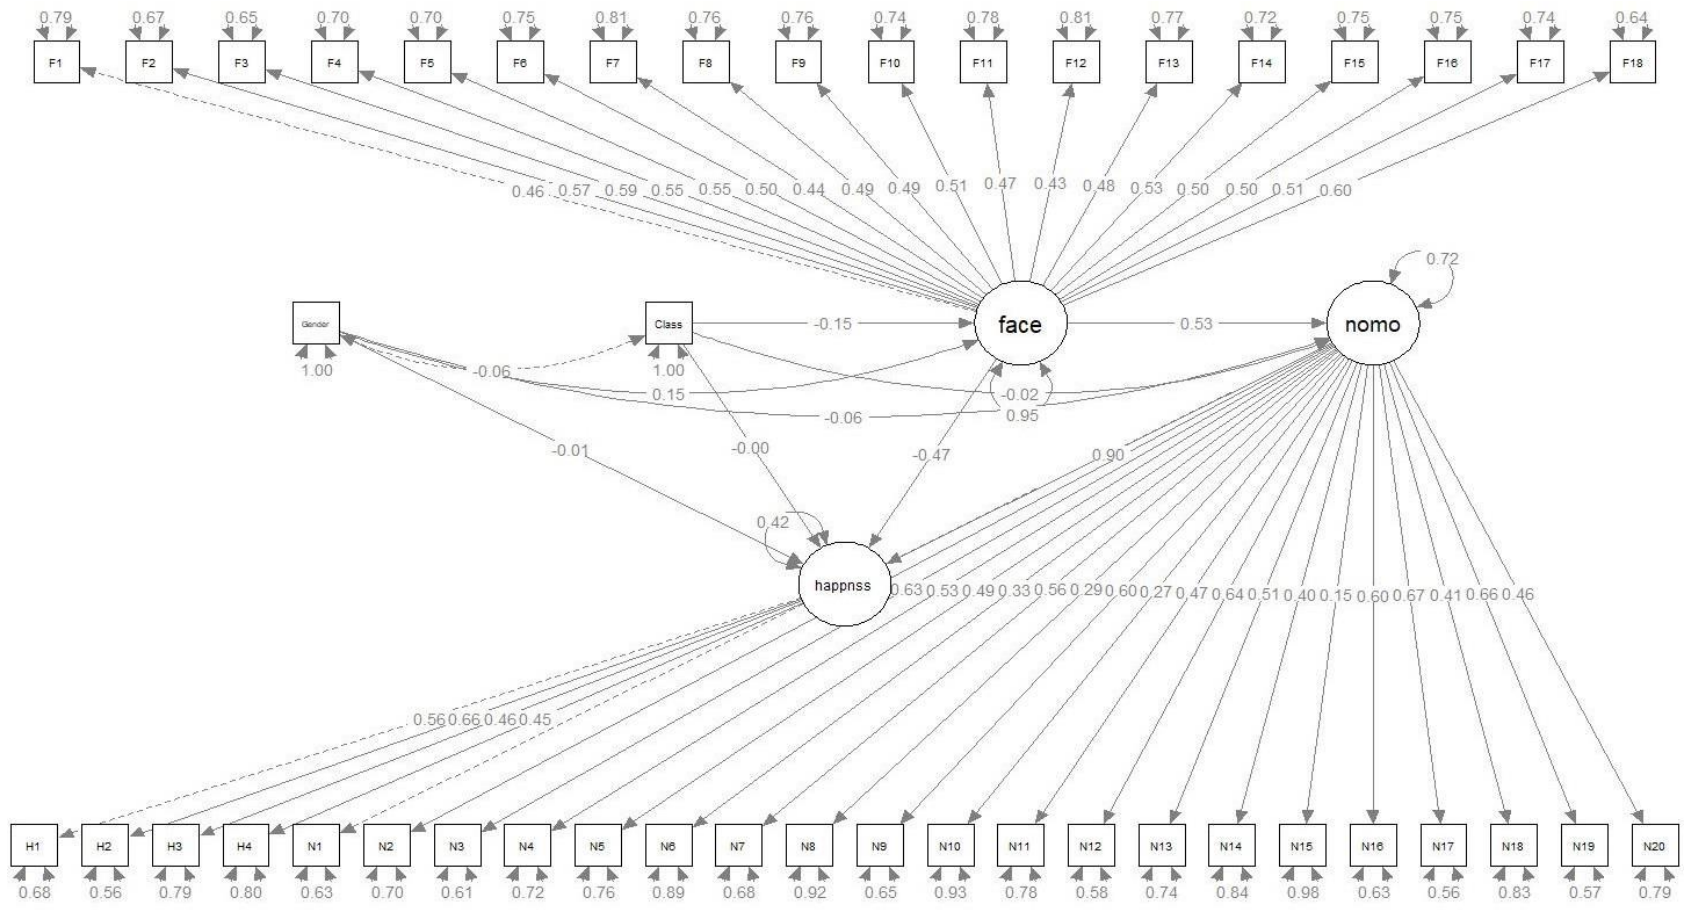 0.79 0.67 0.65 0.70 0.70 0.75 0.81 0.76 0.76 0.74 0.78 0.81 0.77 0.72 0.75 0.75 0.74 0.64
F1 F2 F3 F4 F5 F6 F7 F8 F9 F10 F11 F12 F13 F14 F15 F16 F17 F18
0.46 0.57 0.59 0.55 0.55 0.50 0.44 0.49 0.49 0.51 0.47 0.43 0.48 0.53 0.50 0.50 0.51 0.60
0.72
Gender Class -0.15 face 0.53 nomo
1.00 -0.06 1.00
0.15 -0.02
-0.06 0.95
-0.01 -0.00 -0.47 0.90
0.42
happnss 0.63 0.53 0.49 0.33 0.56 0.29 0.60 0.27 0.47 0.64 0.51 0.40 0.15 0.60 0.67 0.41 0.66 0.46
0.56 0.66 0.46 0.45
H1 H2 H3 H4 N1 N2 N3 N4 N5 N6 N7 N8 N9 N10 N11 N12 N13 N14 N15 N16 N17 N18 N19 N20
0.68 0.56 0.79 0.80 0.63 0.70 0.61 0.72 0.76 0.89 0.68 0.92 0.65 0.93 0.78 0.58 0.74 0.84 0.98 0.63 0.56 0.83 0.57 0.79